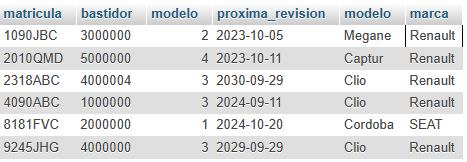 matricula bastidor modelo proxima_revision modelo marca
1090JBC 3000000 2 2023-10-05 Megane Renault
2010QMD 5000000 4 2023-10-11 Captur Renault
2318ABC 4000004 3 2030-09-29 Clio Renault
4090ABC 1000000 3 2024-09-11 Clio Renault
8181FVC 2000000 1 2024-10-20 Cordoba SEAT
9245JHG 4000000 3 2029-09-29 Clio Renault